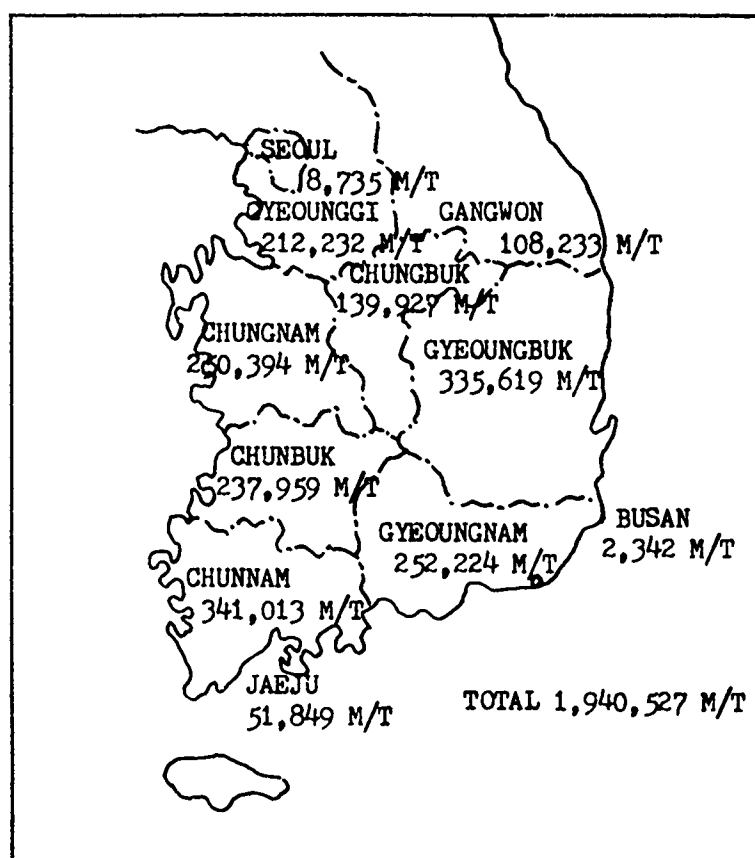 SEOUL
8,735 M/T
GYEOUNGGI
212,232 M/T
GANGWON
108,233 M/T
CHUNGBUK
139,927 M/T
CHUNGNAM
250,394 M/T
GYEOUNGBUK
335,619 M/T
CHUNBUK
237,959 M/T
GYEOUNGNAM
252,224 M/T
BUSAN
2,342 M/T
CHUNNAM
341,013 M/T
JAEJU
51,849 M/T
TOTAL 1,940,527 M/T